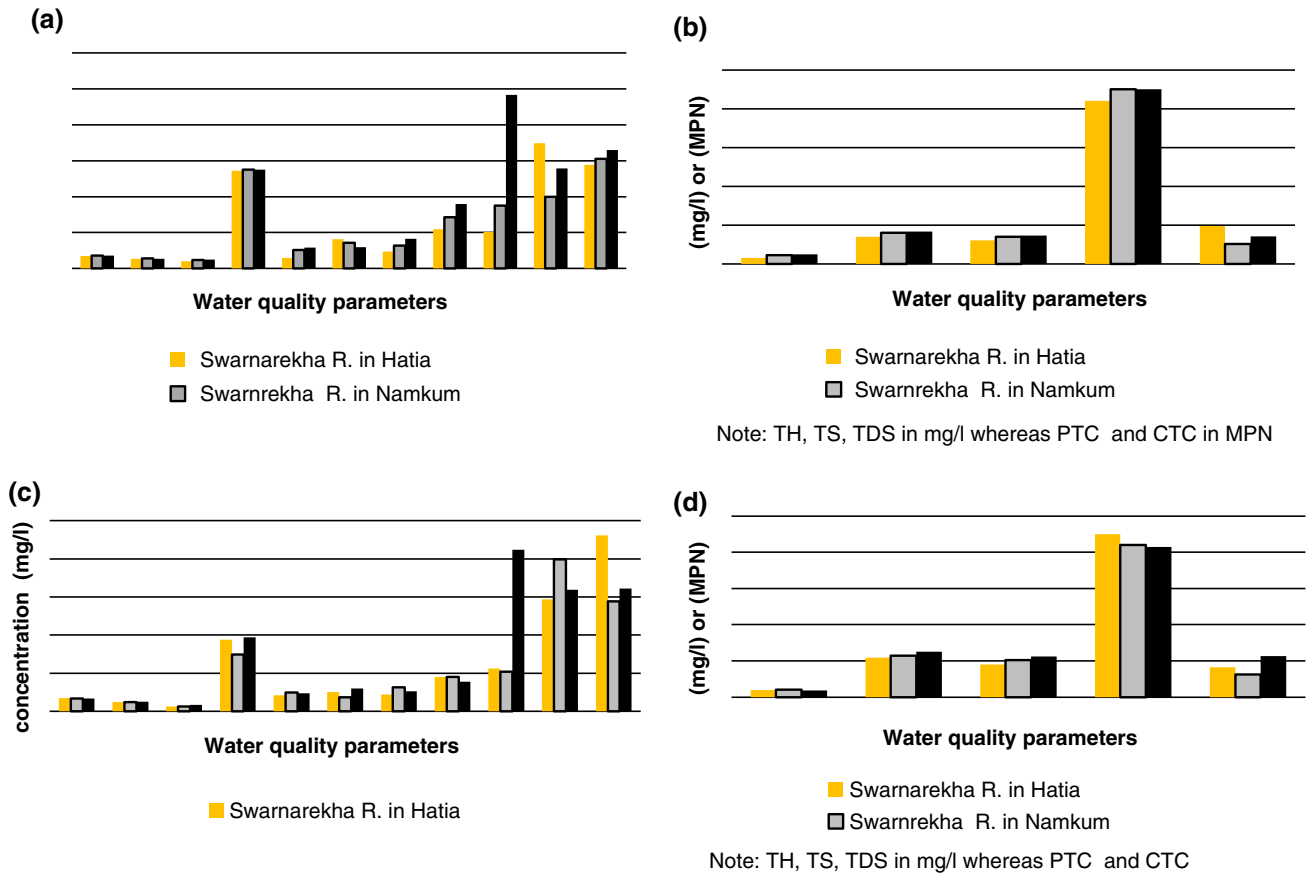 (a)
Water quality parameters
Swarnarekha R. in Hatia
Swarnrekha R. in Namkum
(b)
(mg/l) or (MPN)
Water quality parameters
Swarnarekha R. in Hatia
Swarnrekha R. in Namkum
Note: TH, TS, TDS in mg/l whereas PTC and CTC in MPN
(c)
concentration (mg/l)
Water quality parameters
Swarnarekha R. in Hatia
(d)
(mg/l) or (MPN)
Water quality parameters
Swarnarekha R. in Hatia
Swarnrekha R. in Namkum
Note: TH, TS, TDS in mg/l whereas PTC and CTC